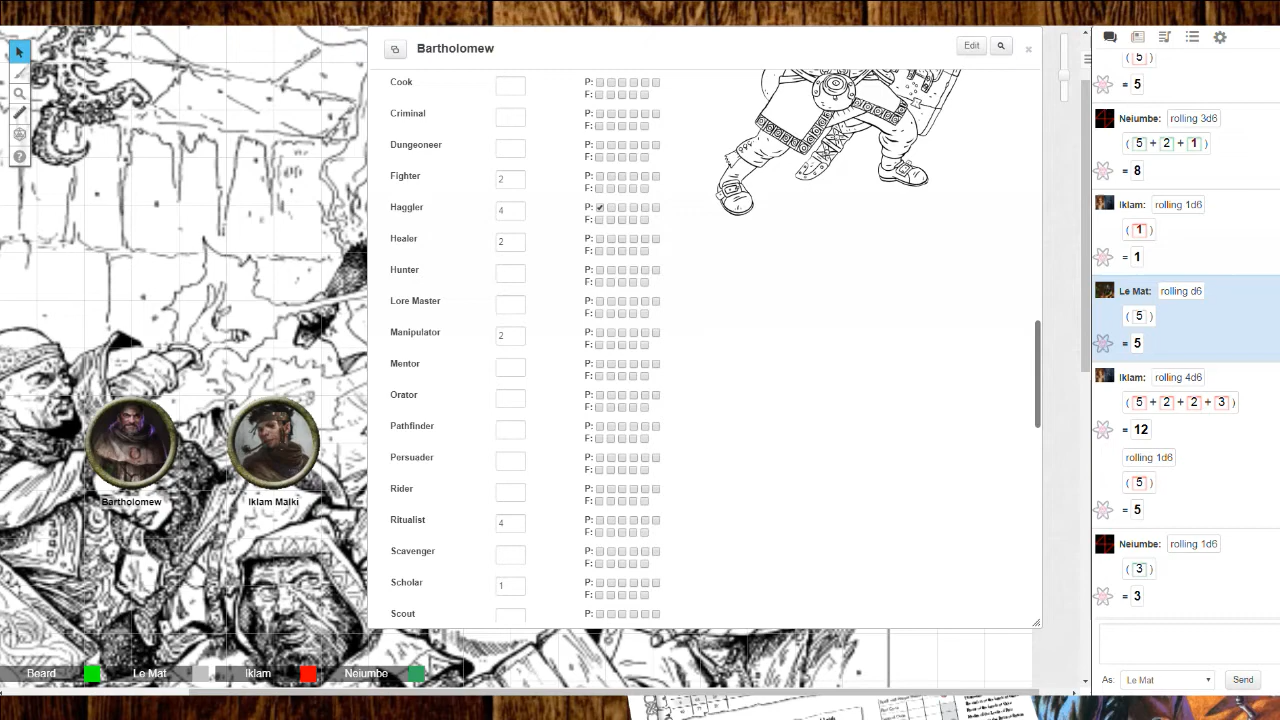 Bartholomew
Edit
Cook
P:
F:
Criminal
P:
F:
Dungeoneer
P:
F:
Fighter 2
P:
F:
Haggler 4
P:
F:
Healer 2
P:
F:
Hunter
P:
F:
Lore Master
P:
F:
Manipulator 2
P:
F:
Mentor
P:
F:
Orator
P:
F:
Pathfinder
P:
F:
Persuader
P:
F:
Rider
P:
F:
Ritualist 4
P:
F:
Scavenger
P:
F:
Scholar 1
P:
F:
Scout
P:
Bartholomew
Iklam Malki
Beard
Le Mat
Iklam
Neiumbe
(5)
= 5
Neiumbe: rolling 3d6
(5 + 2 + 1)
= 8
Iklam: rolling 1d6
(1)
= 1
Le Mat: rolling d6
(5)
= 5
Iklam: rolling 4d6
(5 + 2 + 2 + 3)
= 12
rolling 1d6
(5)
= 5
Neiumbe: rolling 1d6
(3)
= 3
As: Le Mat
Send